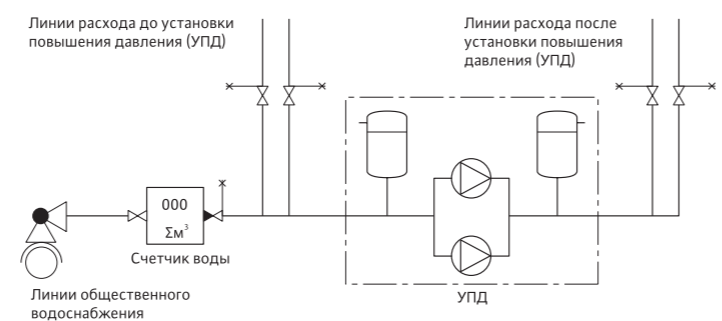 Линии расхода до установки
повышения давления (УПД)
Линии расхода после
установки повышения
давления (УПД)
000
Σм³
Счетчик воды
Линии общественного
водоснабжения
УПД